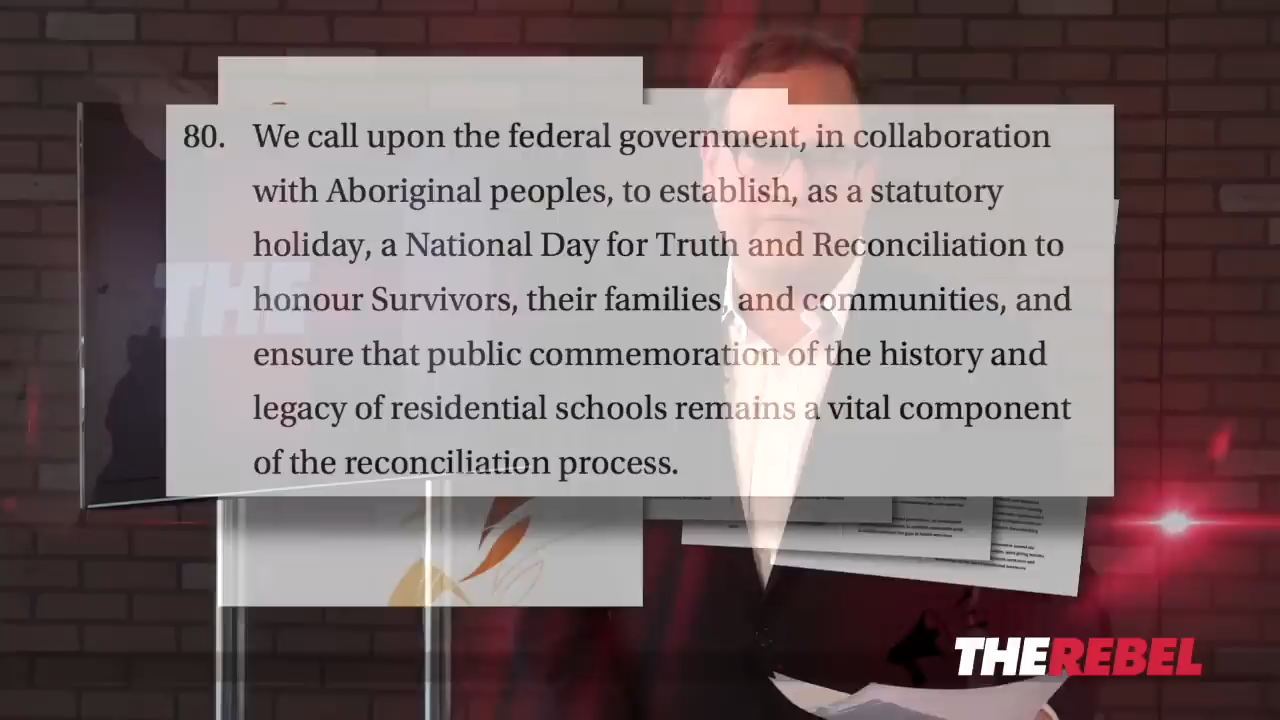 80. We call upon the federal government, in collaboration
with Aboriginal peoples, to establish, as a statutory
holiday, a National Day for Truth and Reconciliation to
honour Survivors, their families, and communities, and
ensure that public commemoration of the history and
legacy of residential schools remains a vital component
of the reconciliation process.
THE
THEREBEL